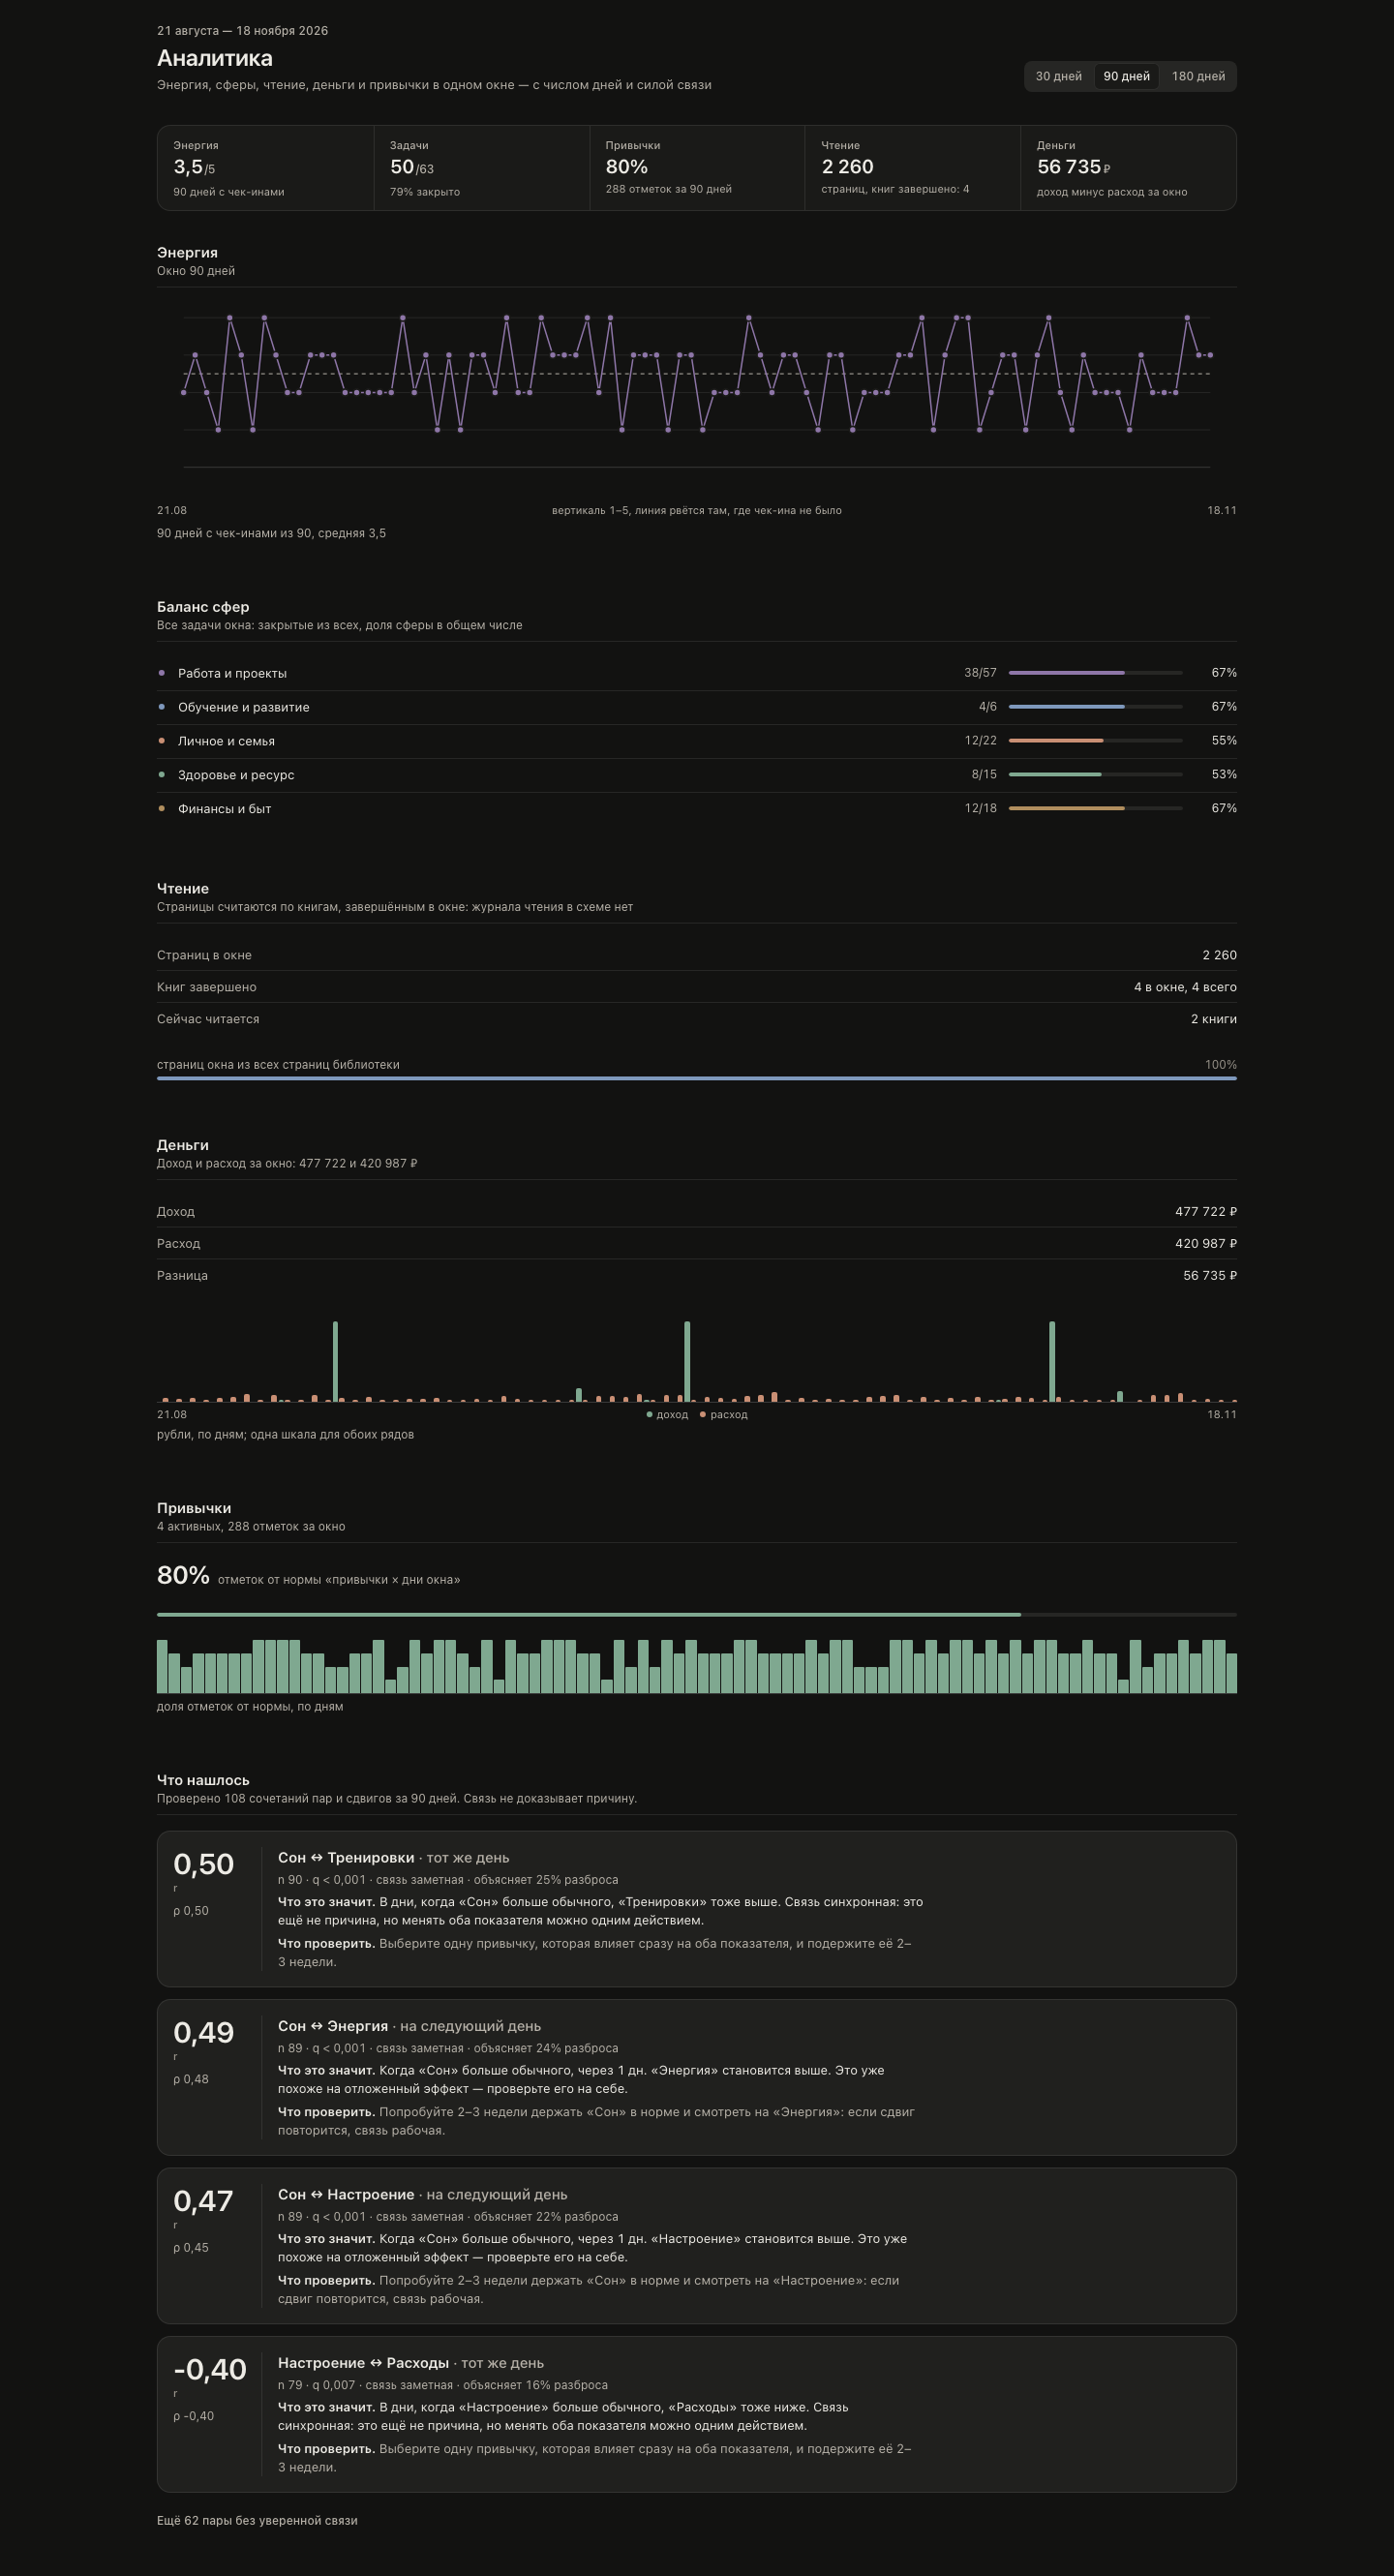 21 августа — 18 ноября 2026
Аналитика
Энергия, сферы, чтение, деньги и привычки в одном окне — с числом дней и силой связи
30 дней 90 дней 180 дней
Энергия
3,5/5
90 дней с чек-инами
Задачи
50/63
79% закрыто
Привычки
80%
288 отметок за 90 дней
Чтение
2 260
страниц, книг завершено: 4
Деньги
56 735 ₽
доход минус расход за окно
Энергия
Окно 90 дней
21.08 вертикаль 1–5, линия рвётся там, где чек-ина не было 18.11
90 дней с чек-инами из 90, средняя 3,5
Баланс сфер
Все задачи окна: закрытые из всех, доля сферы в общем числе
Работа и проекты 38/57 67%
Обучение и развитие 4/6 67%
Личное и семья 12/22 55%
Здоровье и ресурс 8/15 53%
Финансы и быт 12/18 67%
Чтение
Страницы считаются по книгам, завершённым в окне: журнала чтения в схеме нет
Страниц в окне 2 260
Книг завершено 4 в окне, 4 всего
Сейчас читается 2 книги
страниц окна из всех страниц библиотеки 100%
Деньги
Доход и расход за окно: 477 722 и 420 987 ₽
Доход 477 722 ₽
Расход 420 987 ₽
Разница 56 735 ₽
21.08 доход расход 18.11
рубли, по дням; одна шкала для обоих рядов
Привычки
4 активных, 288 отметок за окно
80% отметок от нормы «привычки × дни окна»
доля отметок от нормы, по дням
Что нашлось
Проверено 108 сочетаний пар и сдвигов за 90 дней. Связь не доказывает причину.
0,50
r
ρ 0,50
Сон ↔ Тренировки · тот же день
n 90 · q < 0,001 · связь заметная · объясняет 25% разброса
Что это значит. В дни, когда «Сон» больше обычного, «Тренировки» тоже выше. Связь синхронная: это
ещё не причина, но менять оба показателя можно одним действием.
Что проверить. Выберите одну привычку, которая влияет сразу на оба показателя, и подержите её 2–
3 недели.
0,49
r
ρ 0,48
Сон ↔ Энергия · на следующий день
n 89 · q < 0,001 · связь заметная · объясняет 24% разброса
Что это значит. Когда «Сон» больше обычного, через 1 дн. «Энергия» становится выше. Это уже
похоже на отложенный эффект — проверьте его на себе.
Что проверить. Попробуйте 2–3 недели держать «Сон» в норме и смотреть на «Энергия»: если сдвиг
повторится, связь рабочая.
0,47
r
ρ 0,45
Сон ↔ Настроение · на следующий день
n 89 · q < 0,001 · связь заметная · объясняет 22% разброса
Что это значит. Когда «Сон» больше обычного, через 1 дн. «Настроение» становится выше. Это уже
похоже на отложенный эффект — проверьте его на себе.
Что проверить. Попробуйте 2–3 недели держать «Сон» в норме и смотреть на «Настроение»: если
сдвиг повторится, связь рабочая.
-0,40
r
ρ -0,40
Настроение ↔ Расходы · тот же день
n 79 · q 0,007 · связь заметная · объясняет 16% разброса
Что это значит. В дни, когда «Настроение» больше обычного, «Расходы» тоже ниже. Связь
синхронная: это ещё не причина, но менять оба показателя можно одним действием.
Что проверить. Выберите одну привычку, которая влияет сразу на оба показателя, и подержите её 2–
3 недели.
Ещё 62 пары без уверенной связи